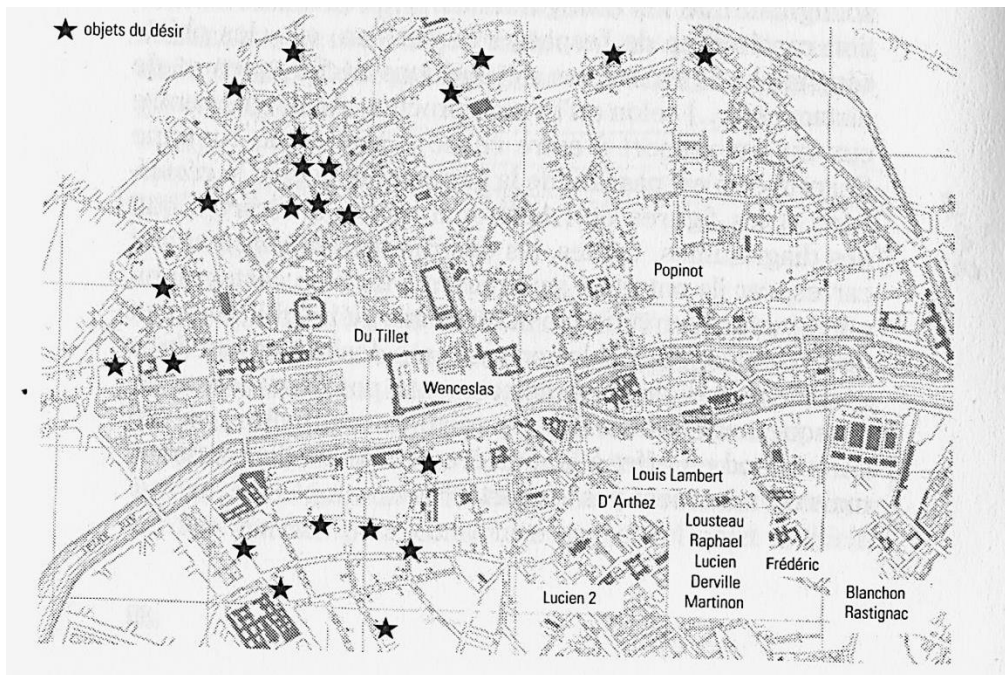 objets du désir
Popinot
Du Tillet
Wenceslas
Louis Lambert
D'Arthez
Lousteau
Raphael
Lucien
Derville
Martinon
Frédéric
Lucien 2
Blanchon
Rastignac